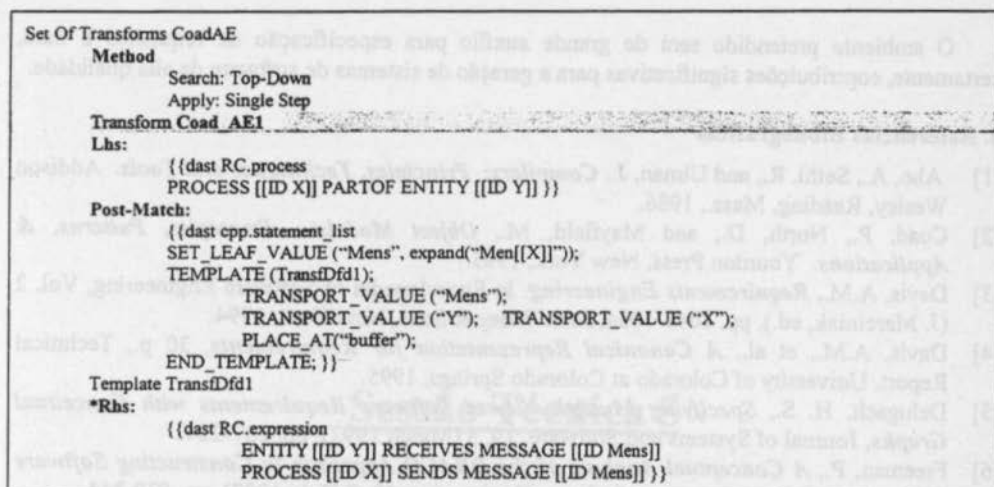 Set Of Transforms CoadAE
Method
Search: Top-Down
Apply: Single Step
Transform Coad_AE1
Lhs:
{{dast RC.process
PROCESS [[ID X]] PARTOF ENTITY [[ID Y]] }}
Post-Match:
{{dast cpp.statement_list
SET_LEAF_VALUE ("Mens", expand("Men[[X]]"));
TEMPLATE (TransfDfd1);
TRANSPORT_VALUE ("Mens");
TRANSPORT_VALUE ("Y"); TRANSPORT_VALUE ("X");
PLACE_AT("buffer");
END_TEMPLATE; }}
Template TransfDfd1
"Rhs:
{{dast RC.expression
ENTITY [[ID Y]] RECEIVES MESSAGE [[ID Mens]]
PROCESS [[ID X]] SENDS MESSAGE [[ID Mens]] }}